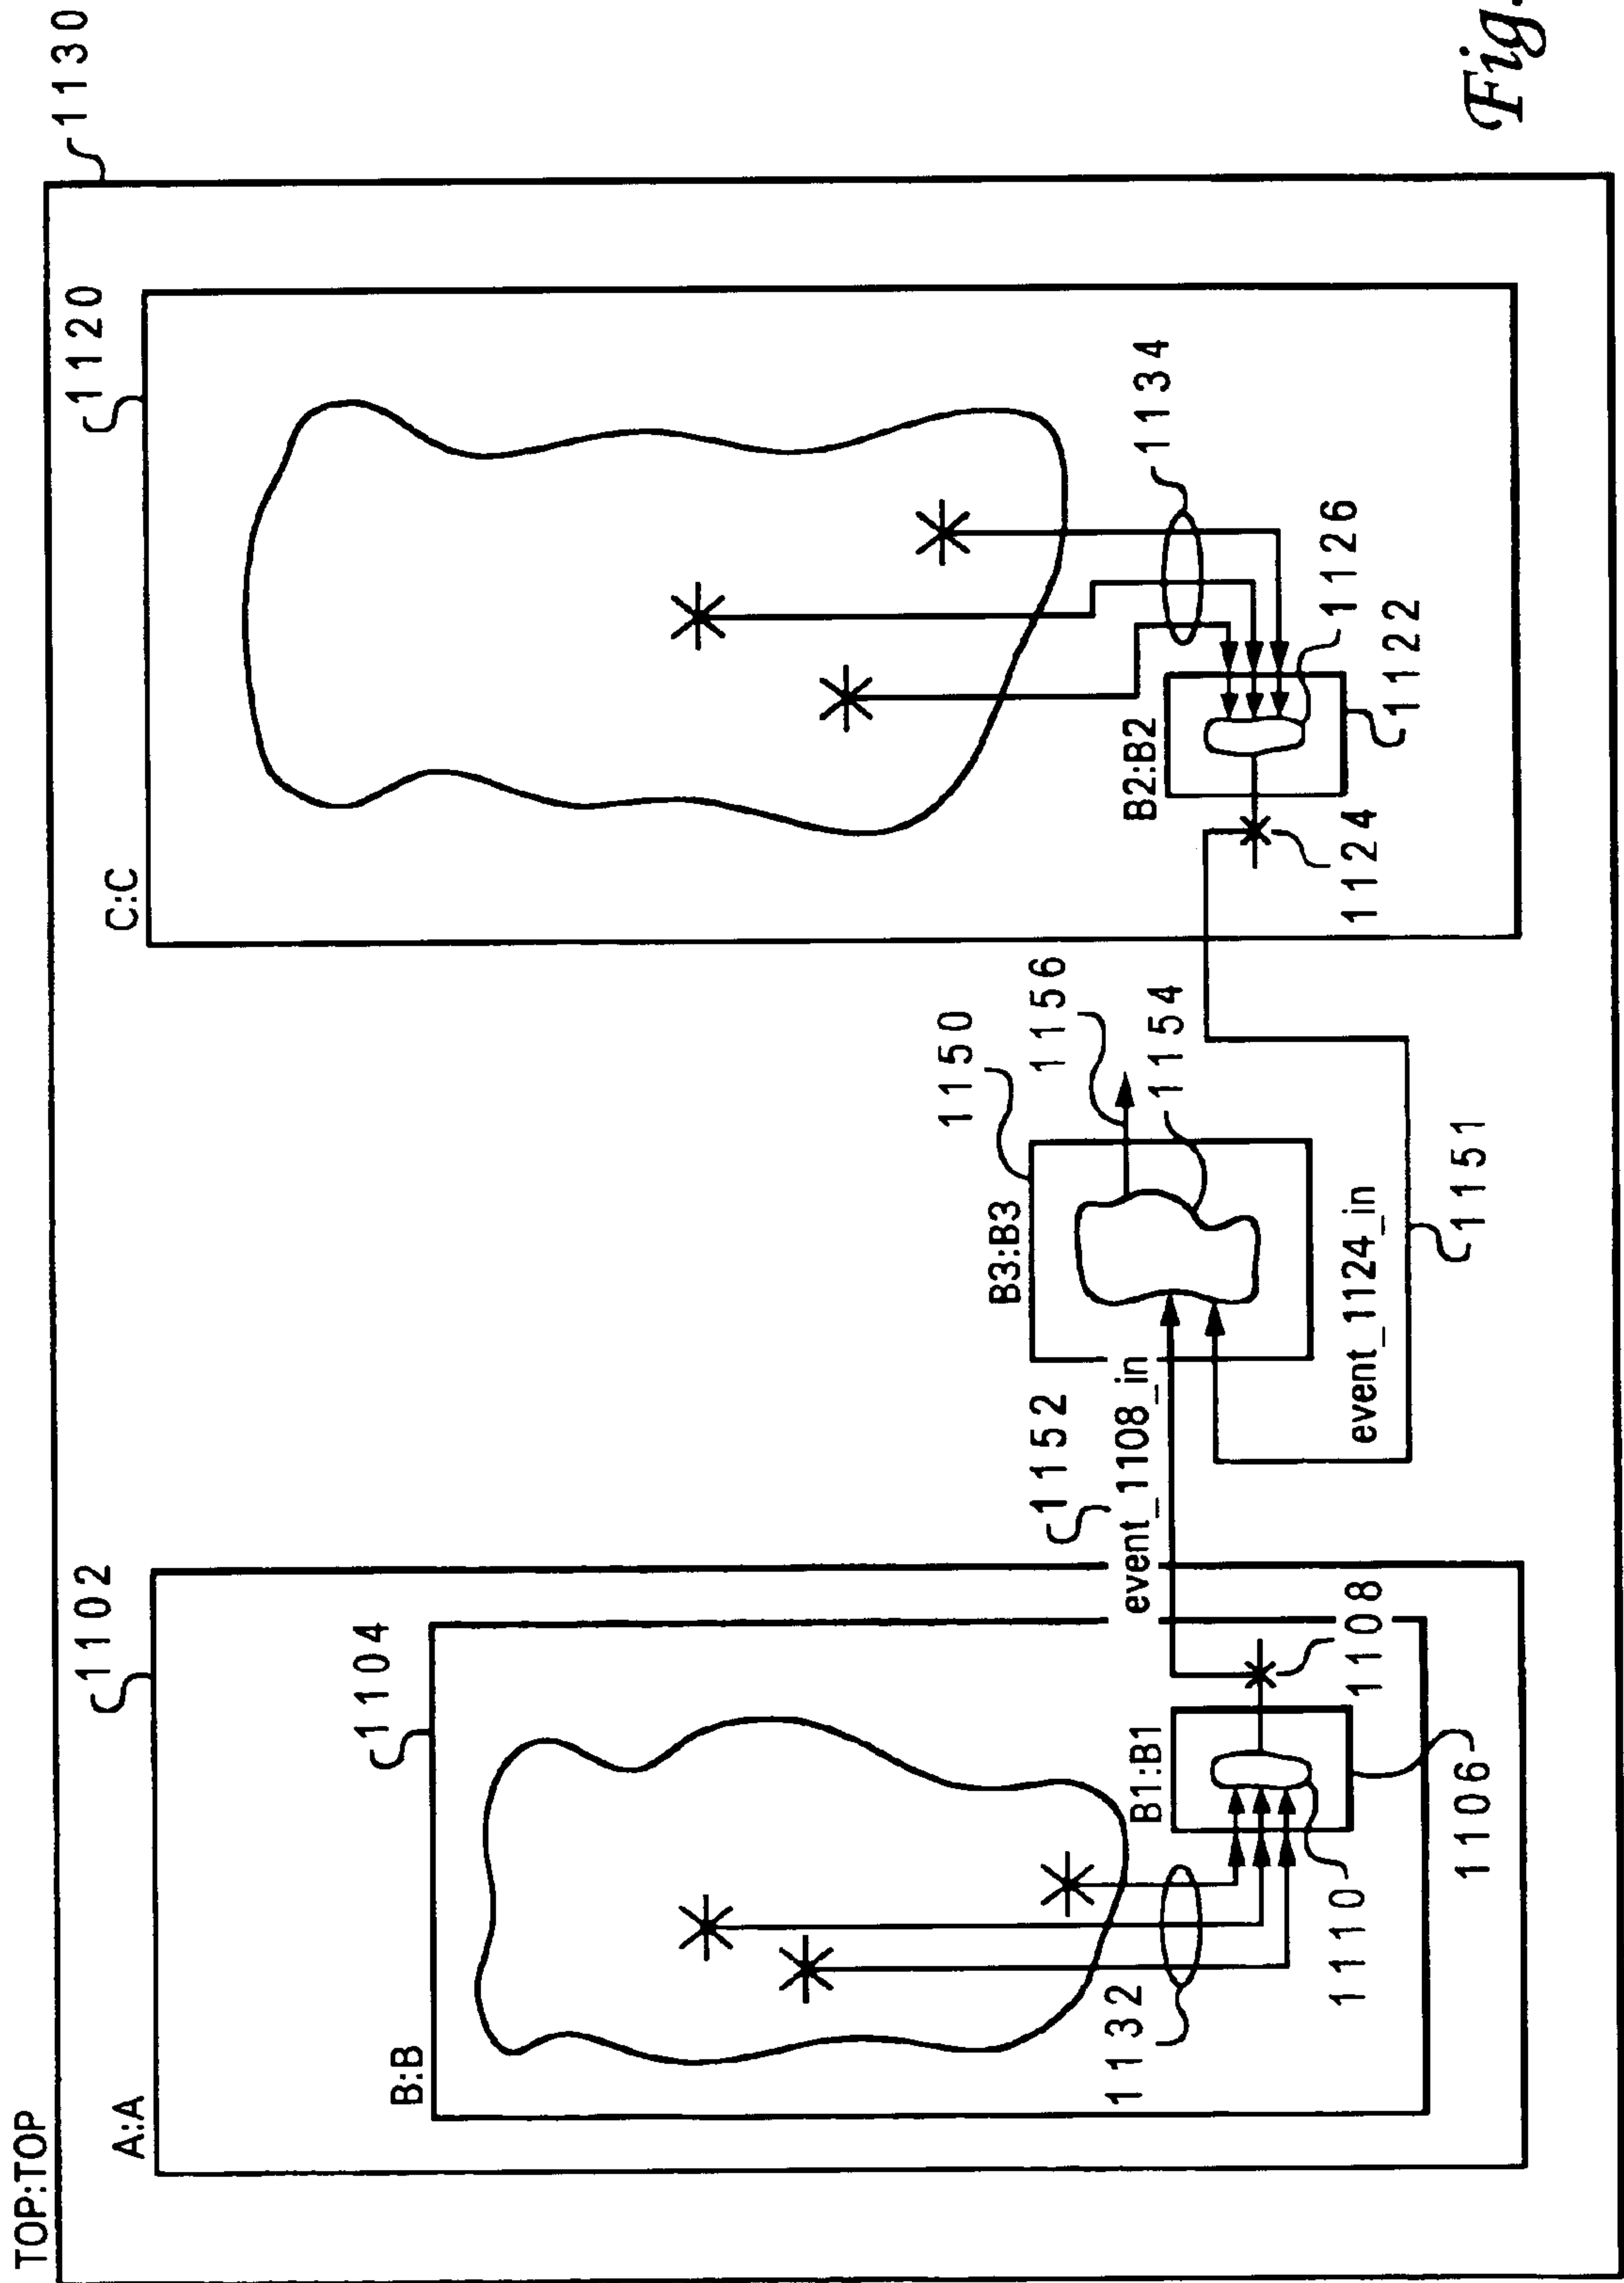 TOP:TOP
1130
A:A
1102
C:C
1120
B:B
1104
B3:B3
1150
1152
1156
event_1108_in
1154
1132
B1:B1
B2:B2
1134
1110
1108
event_1124_in
1124
1126
1106
1151
1122
Fig.